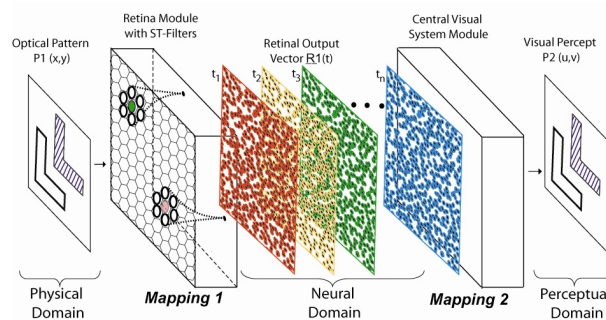 Optical Pattern
P1 (x,y)
Retina Module
with ST-Filters
Retinal Output
Vector R1(t)
Central Visual
System Module
Visual Percept
P2 (u,v)
t1
t2
t3
tn
Physical
Domain
Mapping 1
Neural
Domain
Mapping 2
Perceptua
Domain